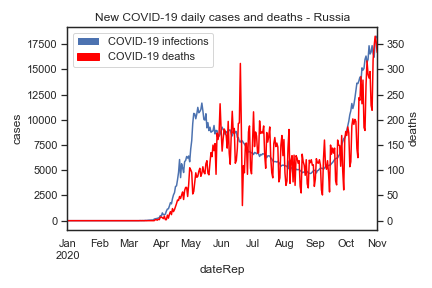 New COVID-19 daily cases and deaths - Russia
COVID-19 infections
COVID-19 deaths
cases
17500
15000
12500
10000
7500
5000
2500
0
350
300
250
200
150
100
50
0
deaths
Jan Feb Mar Apr May Jun Jul Aug Sep Oct Nov
2020
dateRep